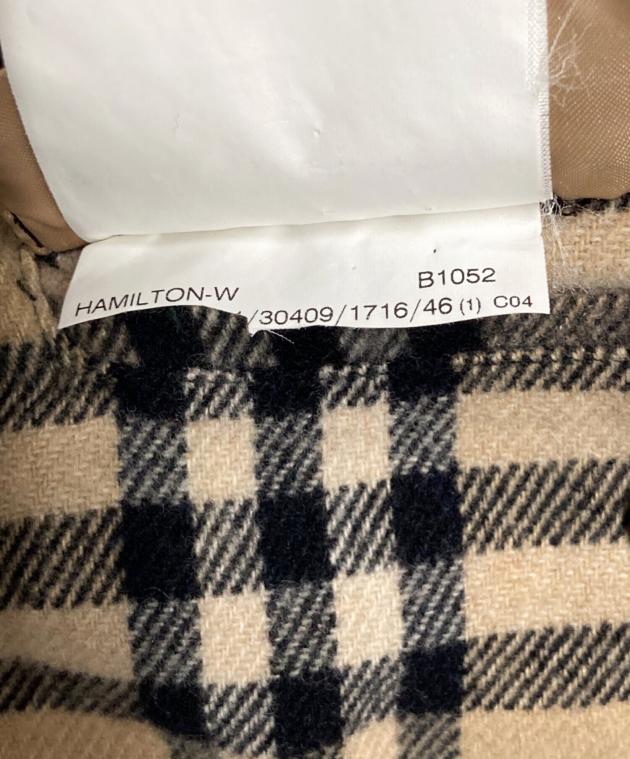 B1052
HAMILTON-W
/30409/1716/46 (1) C04